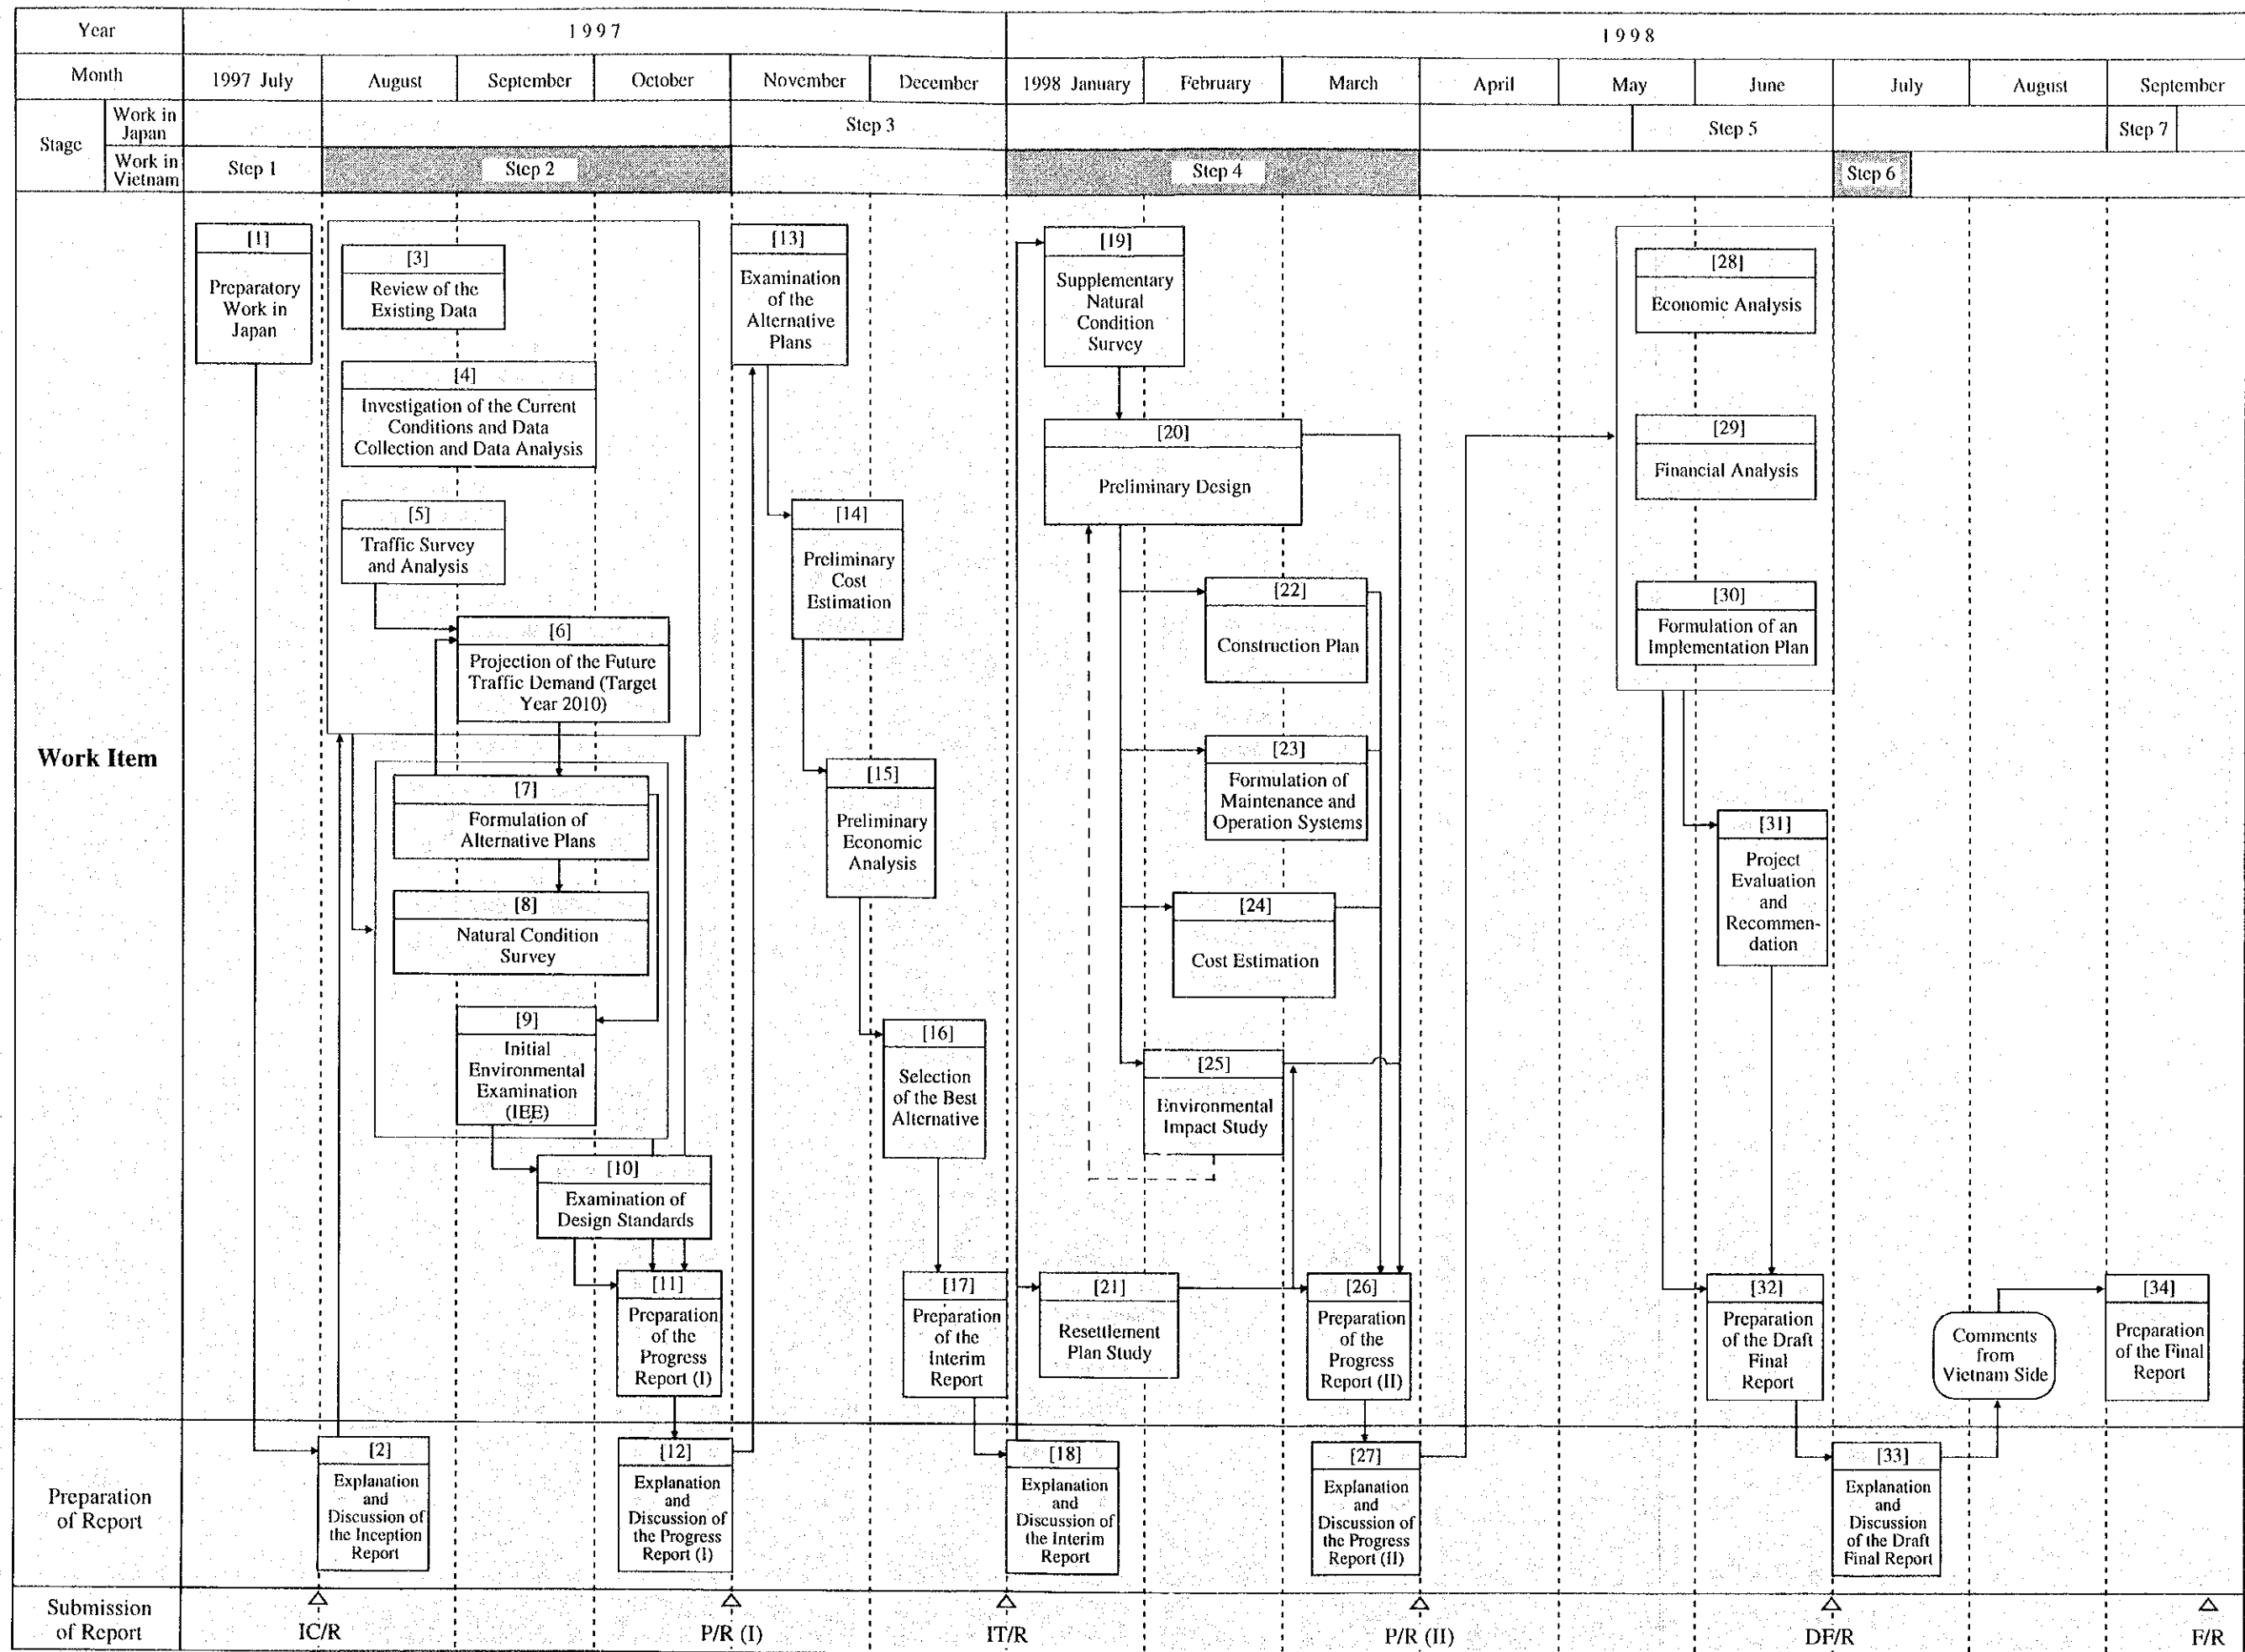 Year
1997
1998
Month
1997 July
August
September
October
November
December
1998 January
February
March
April
May
June
July
August
September
Stage
Work in
Japan
Step 3
Step 5
Step 7
Work in
Vietnam
Step 1
Step 2
Step 4
Step 6
Work Item
[1]
Preparatory
Work in
Japan
[3]
Review of the
Existing Data
[4]
Investigation of the Current
Conditions and Data
Collection and Data Analysis
[5]
Traffic Survey
and Analysis
[6]
Projection of the Future
Traffic Demand (Target
Year 2010)
[7]
Formulation of
Alternative Plans
[8]
Natural Condition
Survey
[9]
Initial
Environmental
Examination
(IEE)
[10]
Examination of
Design Standards
[11]
Preparation
of the
Progress
Report (I)
[13]
Examination
of the
Alternative
Plans
[14]
Preliminary
Cost
Estimation
[15]
Preliminary
Economic
Analysis
[16]
Selection
of the Best
Alternative
[17]
Preparation
of the
Interim
Report
[19]
Supplementary
Natural
Condition
Survey
[20]
Preliminary Design
[22]
Construction Plan
[23]
Formulation of
Maintenance and
Operation Systems
[24]
Cost Estimation
[25]
Environmental
Impact Study
[21]
Resettlement
Plan Study
[26]
Preparation
of the
Progress
Report (II)
[28]
Economic Analysis
[29]
Financial Analysis
[30]
Formulation of an
Implementation Plan
[31]
Project
Evaluation
and
Recommen-
dation
[32]
Preparation
of the Draft
Final
Report
Comments
from
Vietnam Side
[34]
Preparation
of the Final
Report
Preparation
of Report
[2]
Explanation
and
Discussion of
the Inception
Report
[12]
Explanation
and
Discussion of
the Progress
Report (I)
[18]
Explanation
and
Discussion of
the Interim
Report
[27]
Explanation
and
Discussion of
the Progress
Report (II)
[33]
Explanation
and
Discussion
of the Draft
Final Report
Submission
of Report
IC/R
P/R (I)
IT/R
P/R (II)
DF/R
F/R